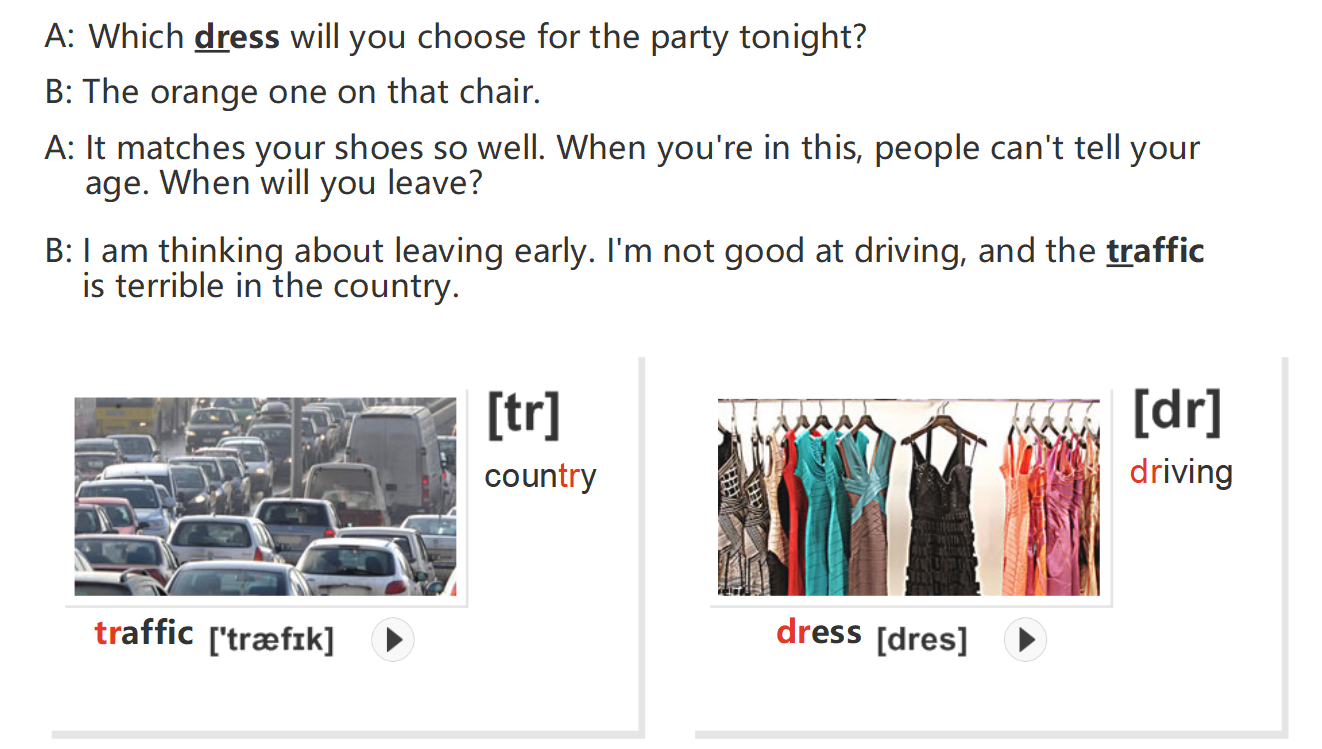 A: Which dress will you choose for the party tonight?
B: The orange one on that chair.
A: It matches your shoes so well. When you're in this, people can't tell your
age. When will you leave?
B: I am thinking about leaving early. I'm not good at driving, and the traffic
is terrible in the country.
[tr]
country
traffic ['træfɪk]
[dr]
driving
dress [dres]